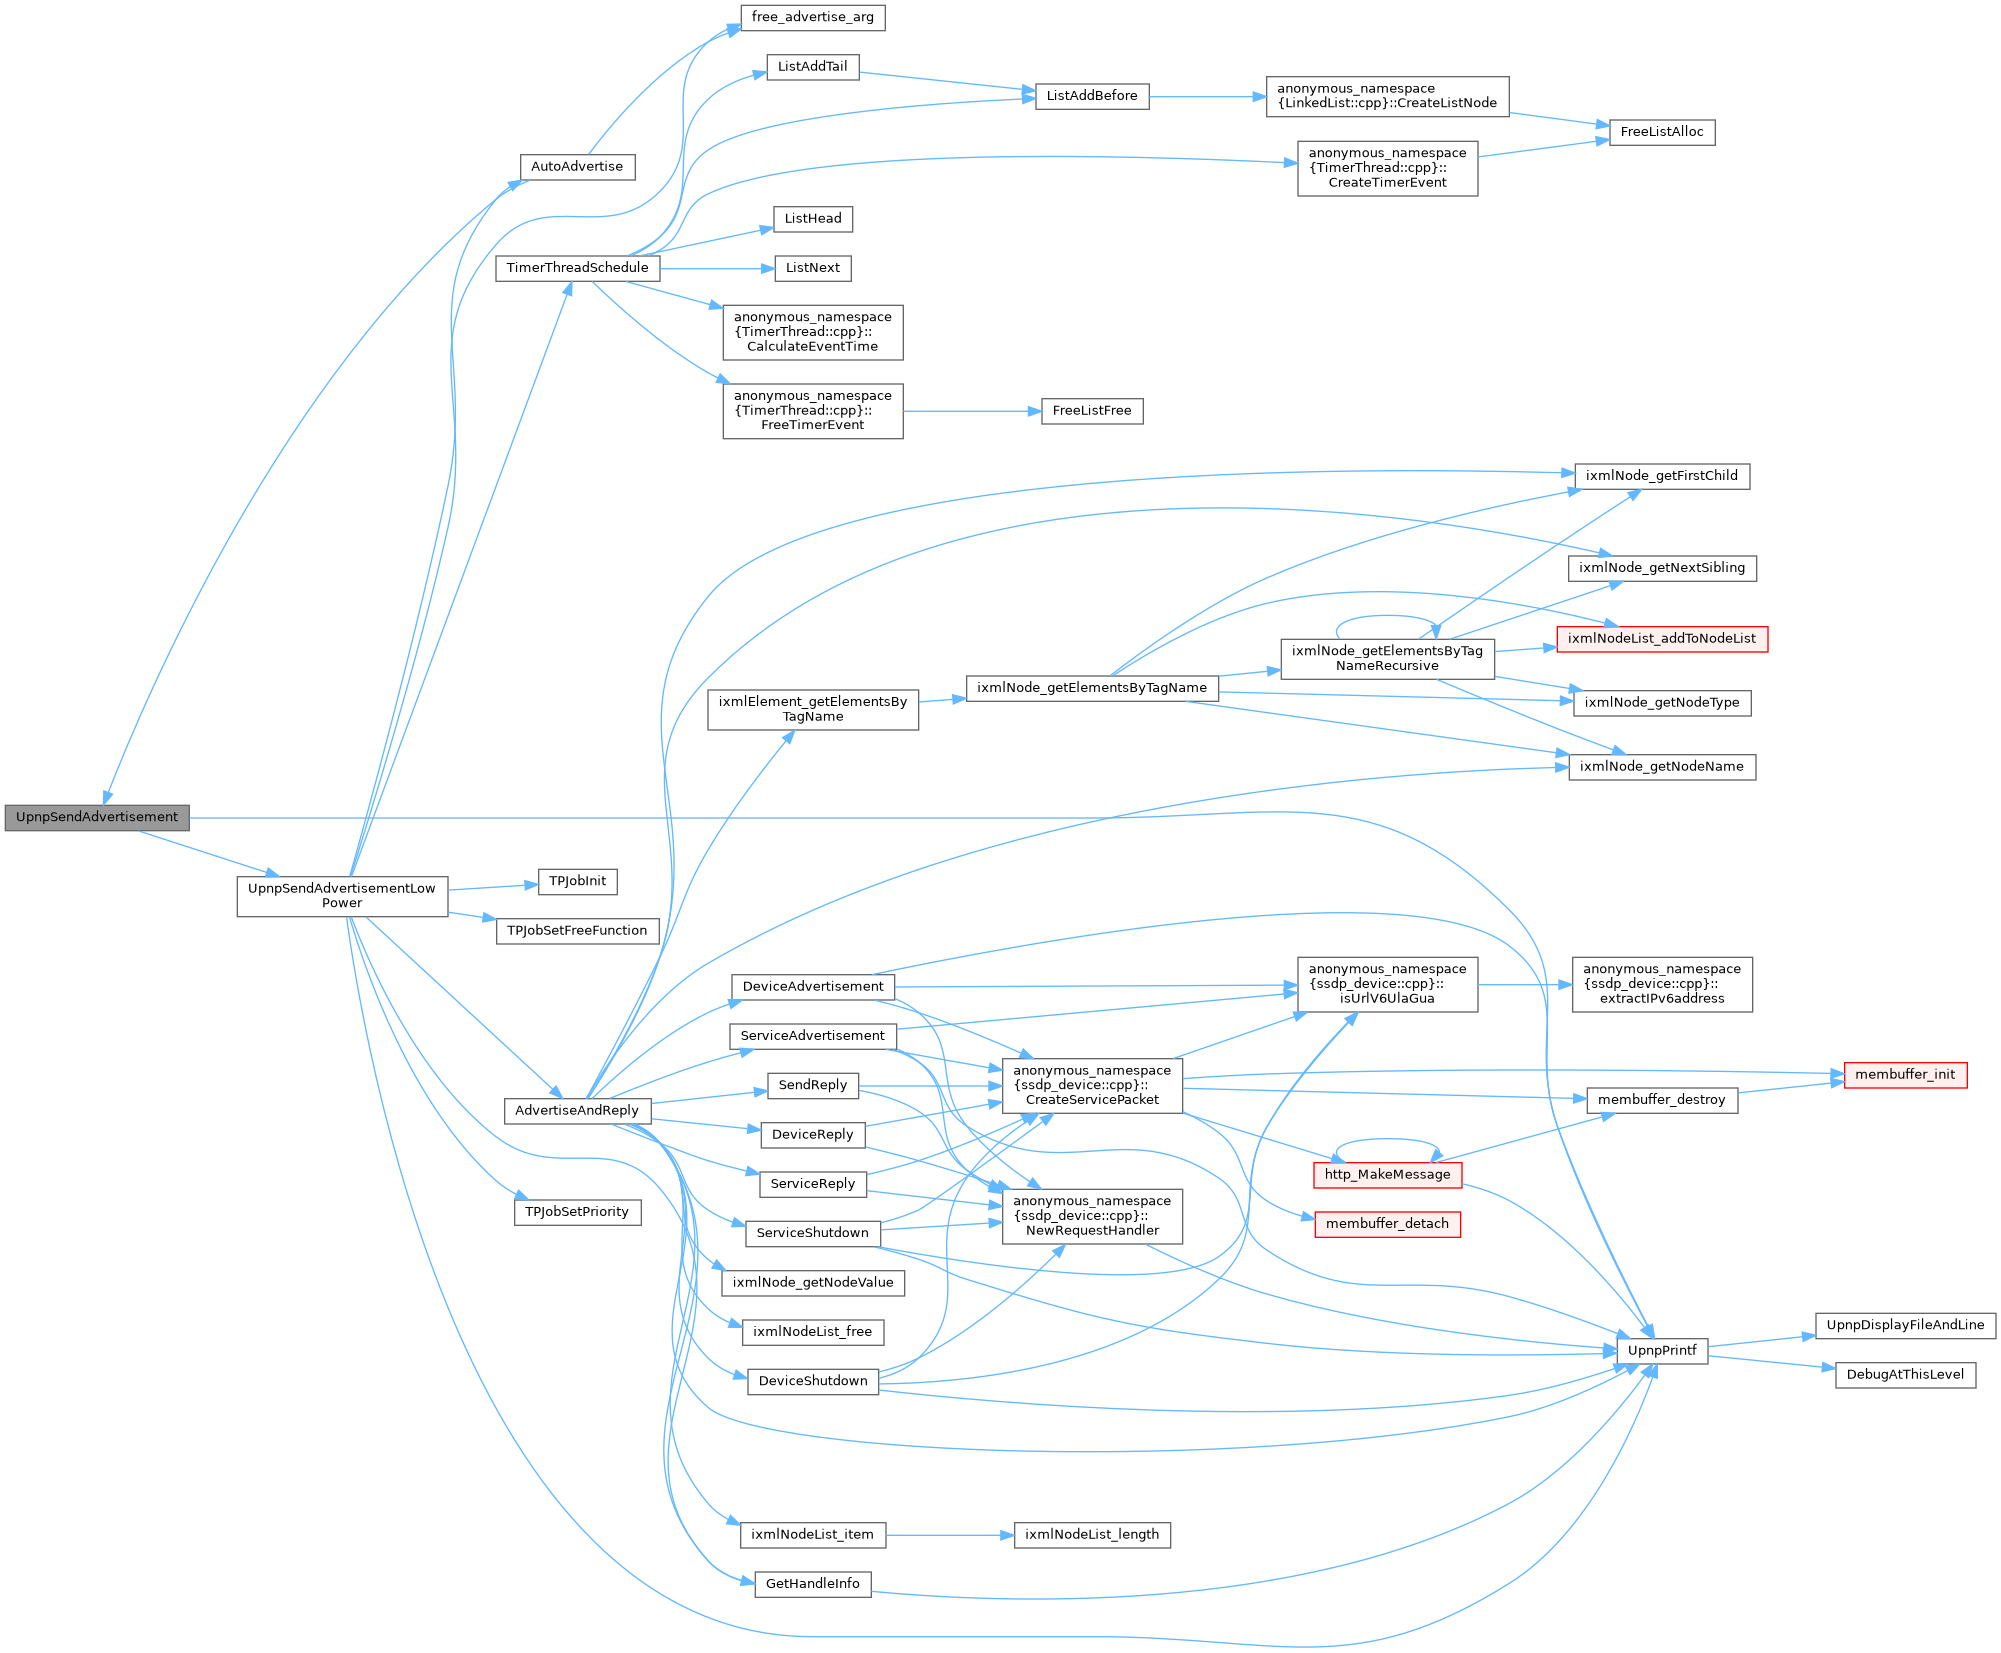 free_advertise_arg
ListAddTail
ListAddBefore
anonymous_namespace
{LinkedList::cpp}::CreateListNode
FreeListAlloc
AutoAdvertise
anonymous_namespace
{TimerThread::cpp}::
CreateTimerEvent
ListHead
TimerThreadSchedule
ListNext
anonymous_namespace
{TimerThread::cpp}::
CalculateEventTime
anonymous_namespace
{TimerThread::cpp}::
FreeTimerEvent
FreeListFree
ixmlNode_getFirstChild
ixmlNode_getNextSibling
ixmlNodeList_addToNodeList
ixmlNode_getElementsByTag
NameRecursive
ixmlNode_getElementsByTagName
ixmlElement_getElementsBy
TagName
ixmlNode_getNodeType
ixmlNode_getNodeName
UpnpSendAdvertisement
UpnpSendAdvertisementLow
Power
TPJobInit
TPJobSetFreeFunction
DeviceAdvertisement
anonymous_namespace
{ssdp_device::cpp}::
isUrlV6UlaGua
anonymous_namespace
{ssdp_device::cpp}::
extractIPv6address
ServiceAdvertisement
SendReply
anonymous_namespace
{ssdp_device::cpp}::
CreateServicePacket
membuffer_init
membuffer_destroy
AdvertiseAndReply
DeviceReply
http_MakeMessage
ServiceReply
TPJobSetPriority
anonymous_namespace
{ssdp_device::cpp}::
NewRequestHandler
membuffer_detach
ServiceShutdown
ixmlNode_getNodeValue
ixmlNodeList_free
UpnpDisplayFileAndLine
UpnpPrintf
DebugAtThisLevel
DeviceShutdown
ixmlNodeList_item
ixmlNodeList_length
GetHandleInfo